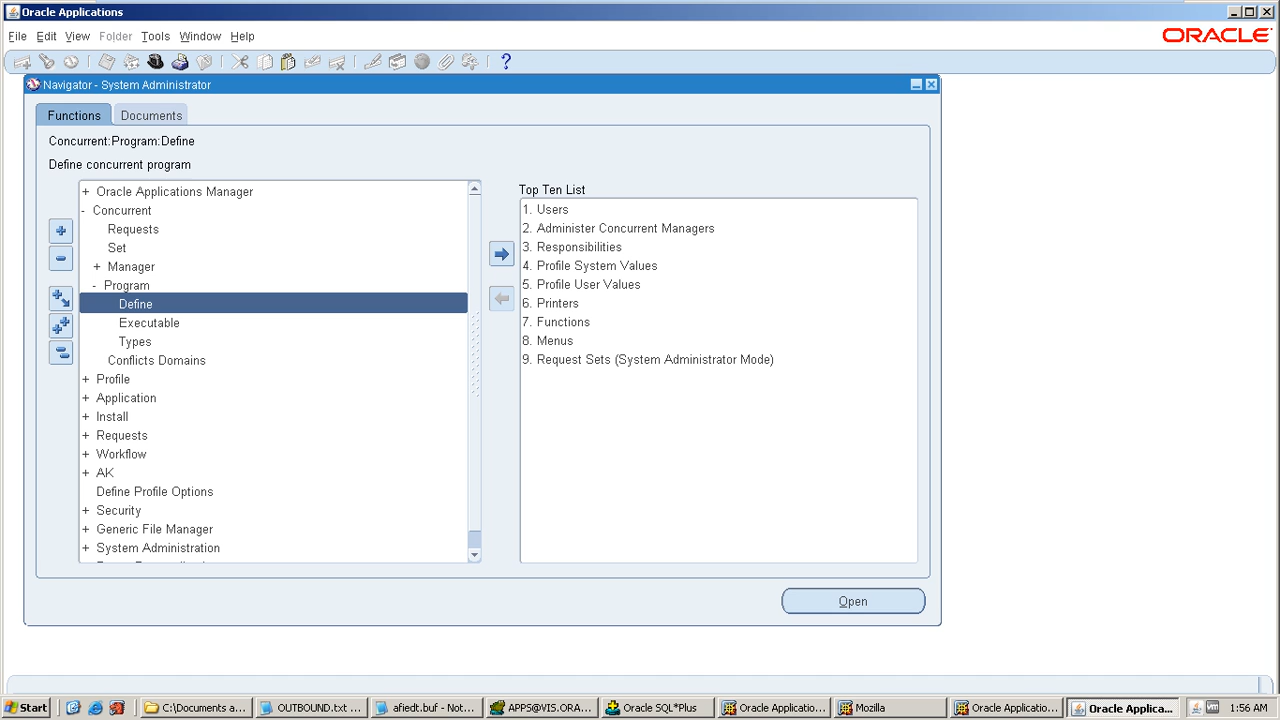 Oracle Applications
File Edit View Folder Tools Window Help
ORACLE
?
Navigator - System Administrator
Functions Documents
Concurrent:Program:Define
Define concurrent program
+ Oracle Applications Manager
- Concurrent
Requests
Set
+ Manager
- Program
Define
Executable
Types
Conflicts Domains
+ Profile
+ Application
+ Install
+ Requests
+ Workflow
+ AK
Define Profile Options
+ Security
+ Generic File Manager
+ System Administration
Top Ten List
1. Users
2. Administer Concurrent Managers
3. Responsibilities
4. Profile System Values
5. Profile User Values
6. Printers
7. Functions
8. Menus
9. Request Sets (System Administrator Mode)
Open
Start
C:\Documents a...
OUTBOUND.txt ...
afiedt.buf - Not...
APPS@VIS.ORA...
Oracle SQL*Plus
Oracle Applicatio...
Mozilla
Oracle Applicatio...
Oracle Applica...
1:56 AM